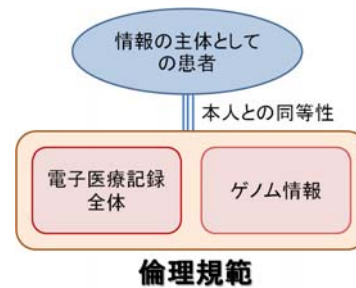 情報の主体として
の患者
本人との同等性
電子医療記録
全体
ゲノム情報
倫理規範